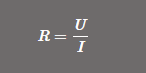 R = U/I